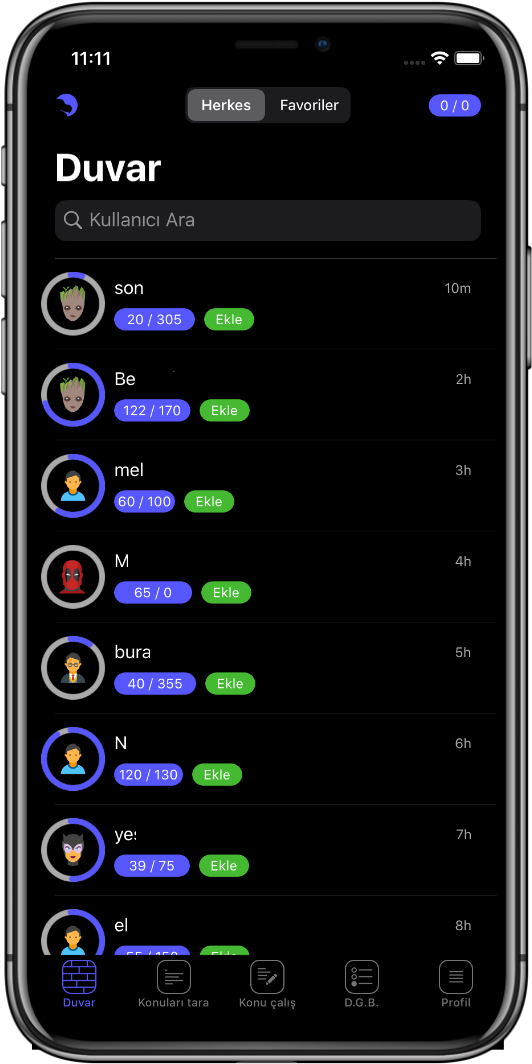 11:11
Herkes Favoriler 0 / 0
Duvar
Kullanıcı Ara
son 10m
20 / 305 Ekle
Be 2h
122 / 170 Ekle
mel 3h
60 / 100 Ekle
M 4h
65 / 0 Ekle
bura 5h
40 / 355 Ekle
N 6h
120 / 130 Ekle
yes 7h
39 / 75 Ekle
el 8h
Duvar Konuları tara Konu çalış D.G.B. Profil